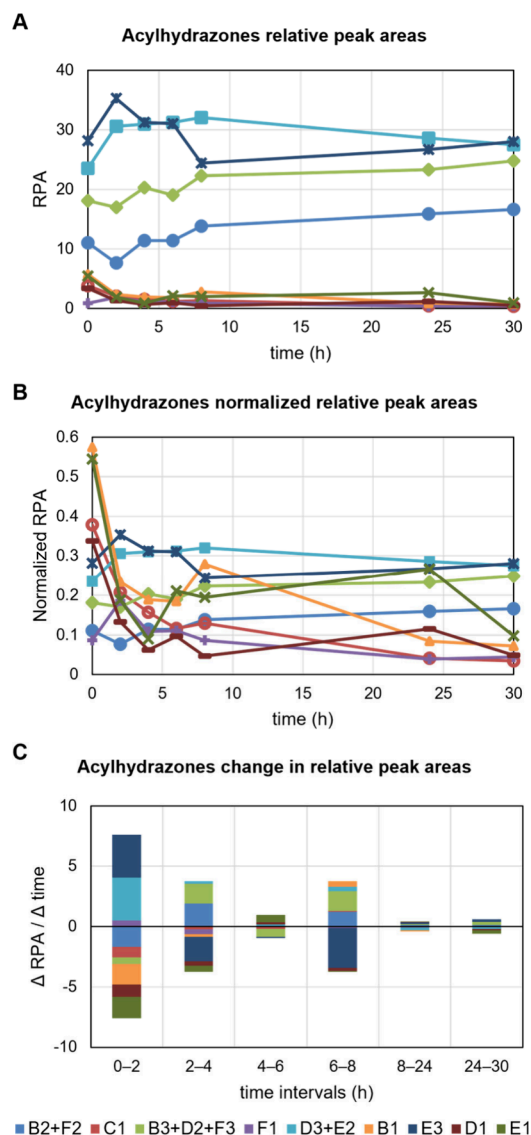 A
Acylhydrazones relative peak areas
40
30
20
10
0
RPA
0 5 10 15 20 25 30
time (h)
B
Acylhydrazones normalized relative peak areas
0.6
0.5
0.4
0.3
0.2
0.1
0
Normalized RPA
0 5 10 15 20 25 30
time (h)
C
Acylhydrazones change in relative peak areas
10
5
0
-5
-10
Δ RPA / Δ time
0–2 2–4 4–6 6–8 8–24 24–30
time intervals (h)
B2+F2 C1 B3+D2+F3 F1 D3+E2 B1 E3 D1 E1